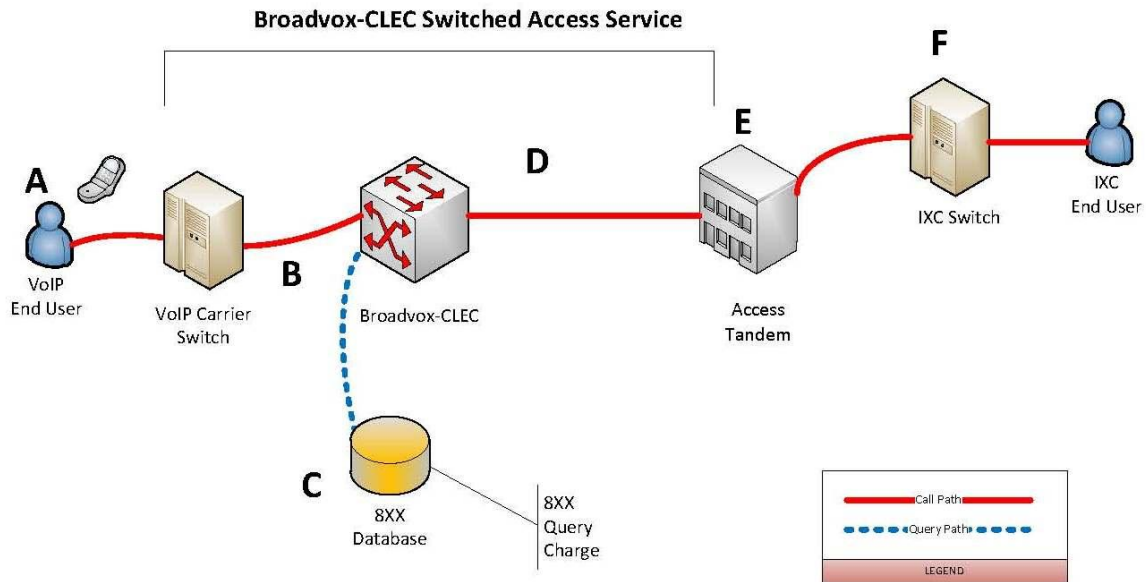 Broadvox-CLEC Switched Access Service
A
VoIP
End User
VoIP Carrier
Switch
B
Broadvox-CLEC
C
8XX
Database
8XX
Query
Charge
D
E
Access
Tandem
F
IXC Switch
IXC
End User
Call Path
Query Path
LEGEND